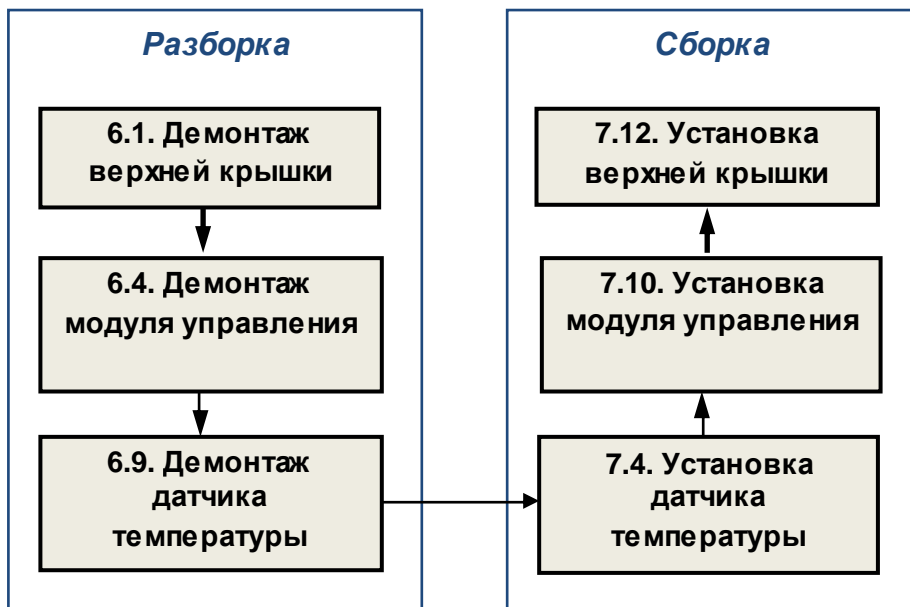 Разборка
6.1. Демонтаж
верхней крышки
6.4. Демонтаж
модуля управления
6.9. Демонтаж
датчика
температуры
Сборка
7.12. Установка
верхней крышки
7.10. Установка
модуля управления
7.4. Установка
датчика
температуры